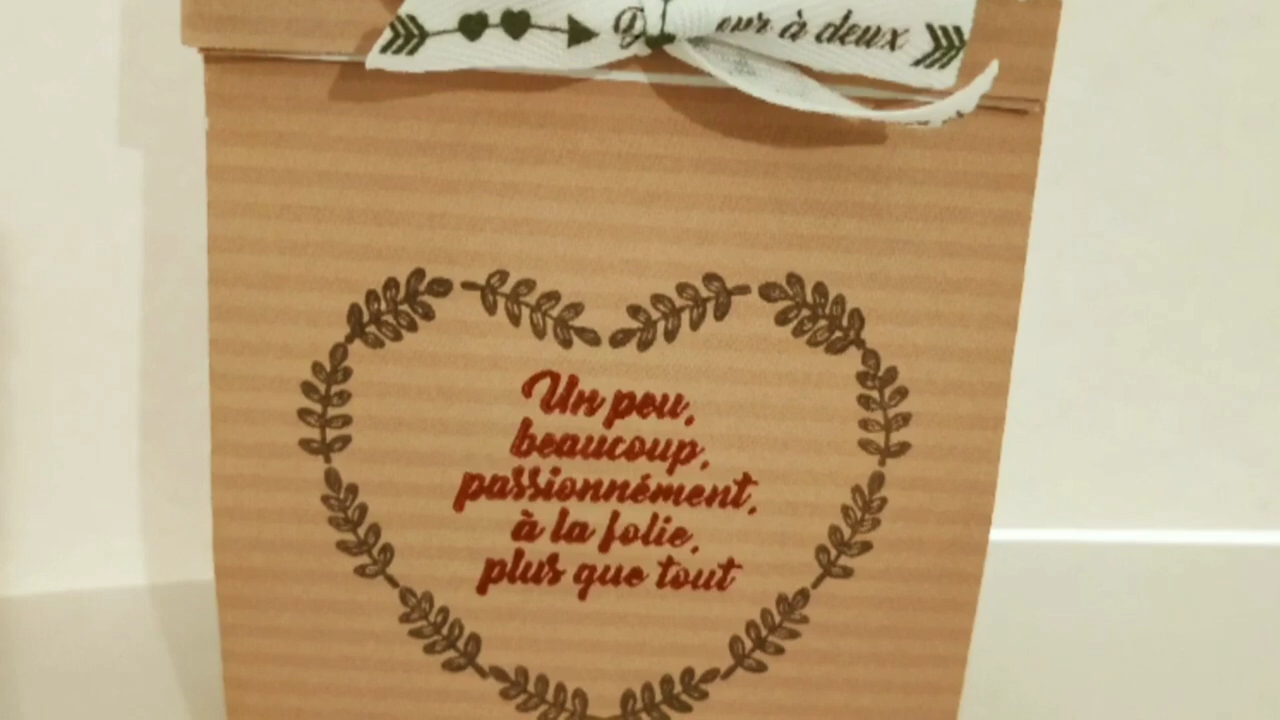 à deux
Un peu,
beaucoup,
passionnément,
à la folie,
plus que tout